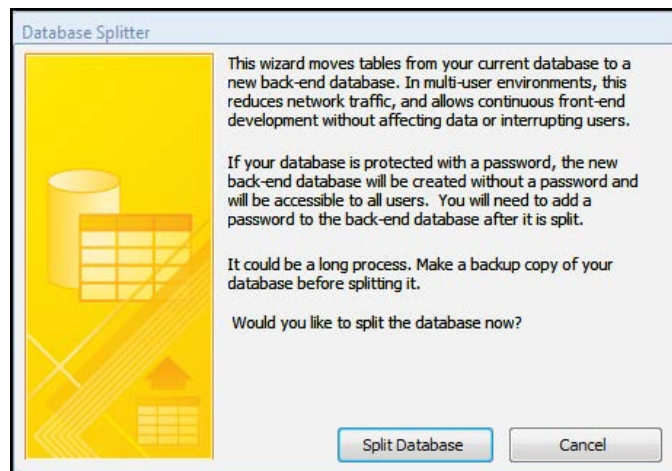 Database Splitter
This wizard moves tables from your current database to a
new back-end database. In multi-user environments, this
reduces network traffic, and allows continuous front-end
development without affecting data or interrupting users.
If your database is protected with a password, the new
back-end database will be created without a password and
will be accessible to all users.  You will need to add a
password to the back-end database after it is split.
It could be a long process. Make a backup copy of your
database before splitting it.
Would you like to split the database now?
Split Database
Cancel